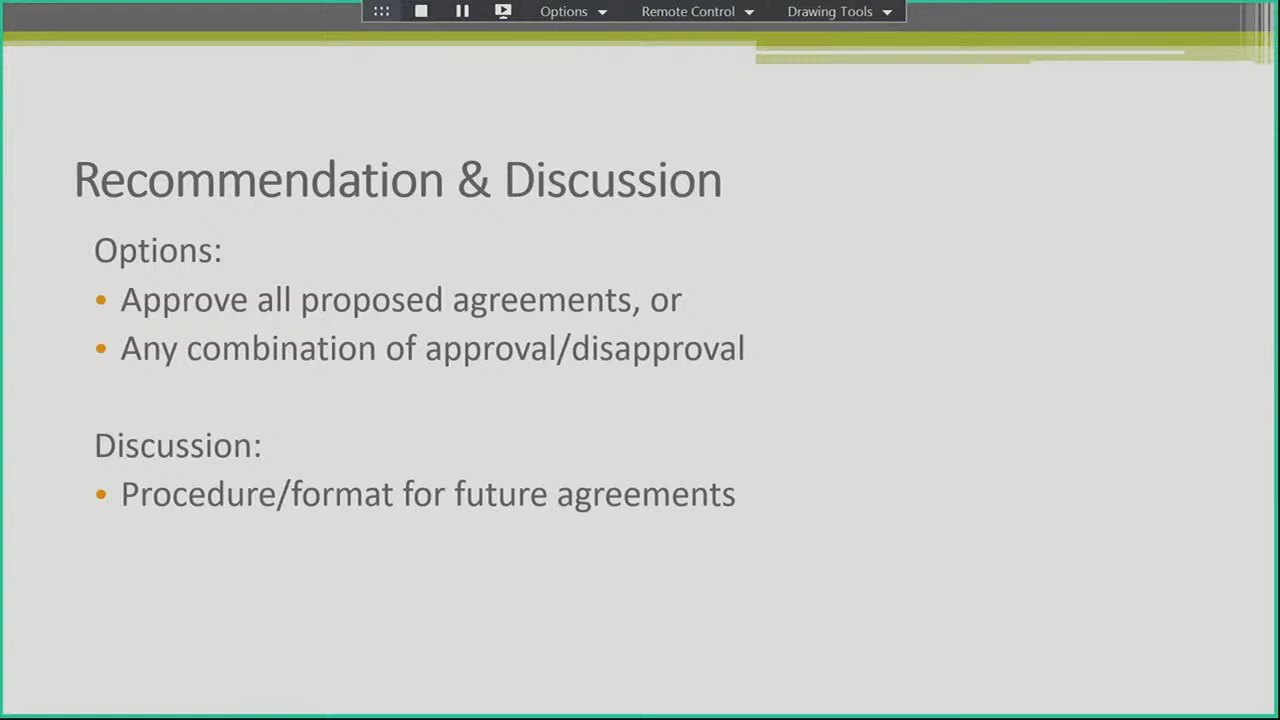 Options Remote Control Drawing Tools
Recommendation & Discussion
Options:
• Approve all proposed agreements, or
• Any combination of approval/disapproval
Discussion:
• Procedure/format for future agreements